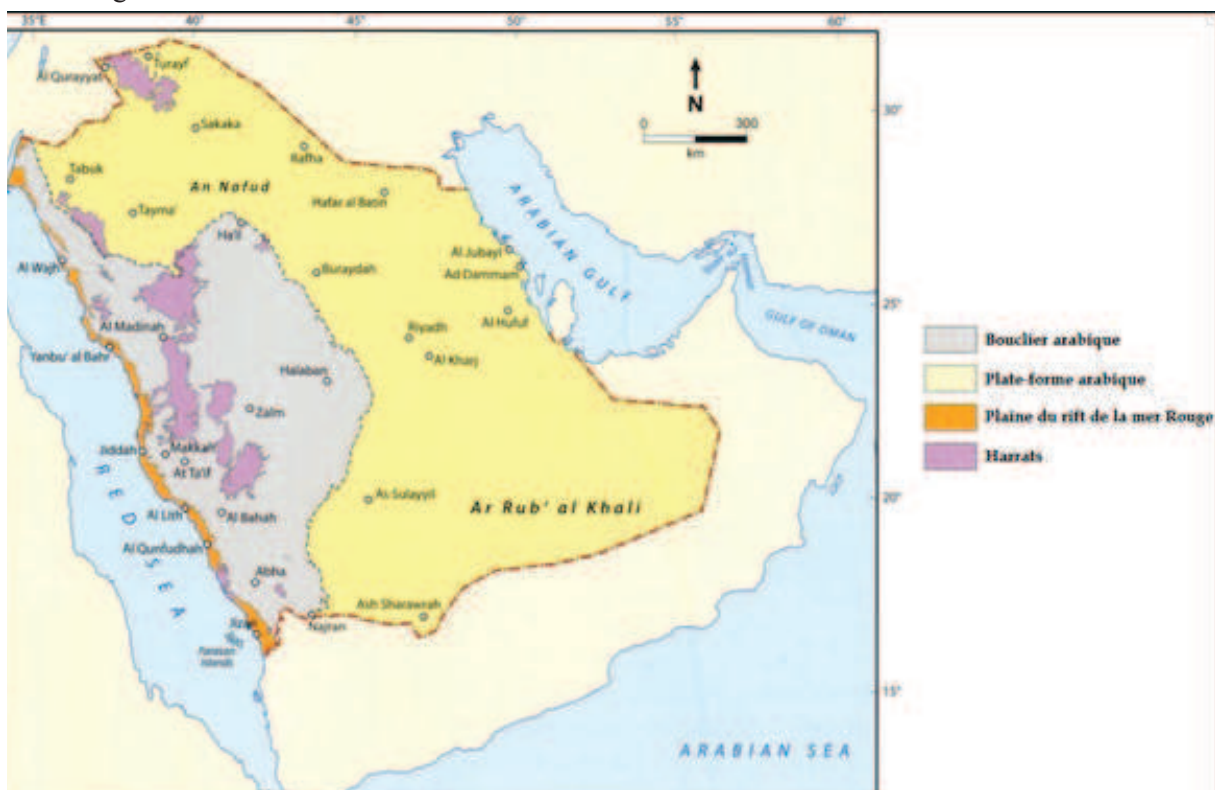 35°E
40°
45°
50°
55°
60°
Turayf
Al Qurayyat
N
30°
Sakaka
0 300
km
Rafha
Tabuk
An Nafud
Hafar al Batin
Tayma'
Ha'il
ARABIAN GULF
Al Jubayl
Al Wajh
Buraydah
Ad Dammam
25°
Al Madinah
Riyadh
Al Hufuf
GULF OF OMAN
Yanbu' al Bahr
Al Kharj
Halaban
Zalm
Bouclier arabique
Plate-forme arabique
Plaine du rift de la mer Rouge
Harrats
Jiddah
Makkah
At Ta'if
RED SEA
As Sulayyil
Ar Rub' al Khali
20°
Al Lith
Al Bahah
Al Qunfudhah
Abha
Ash Sharawrah
Najran
Farasan
Islands
15°
ARABIAN SEA